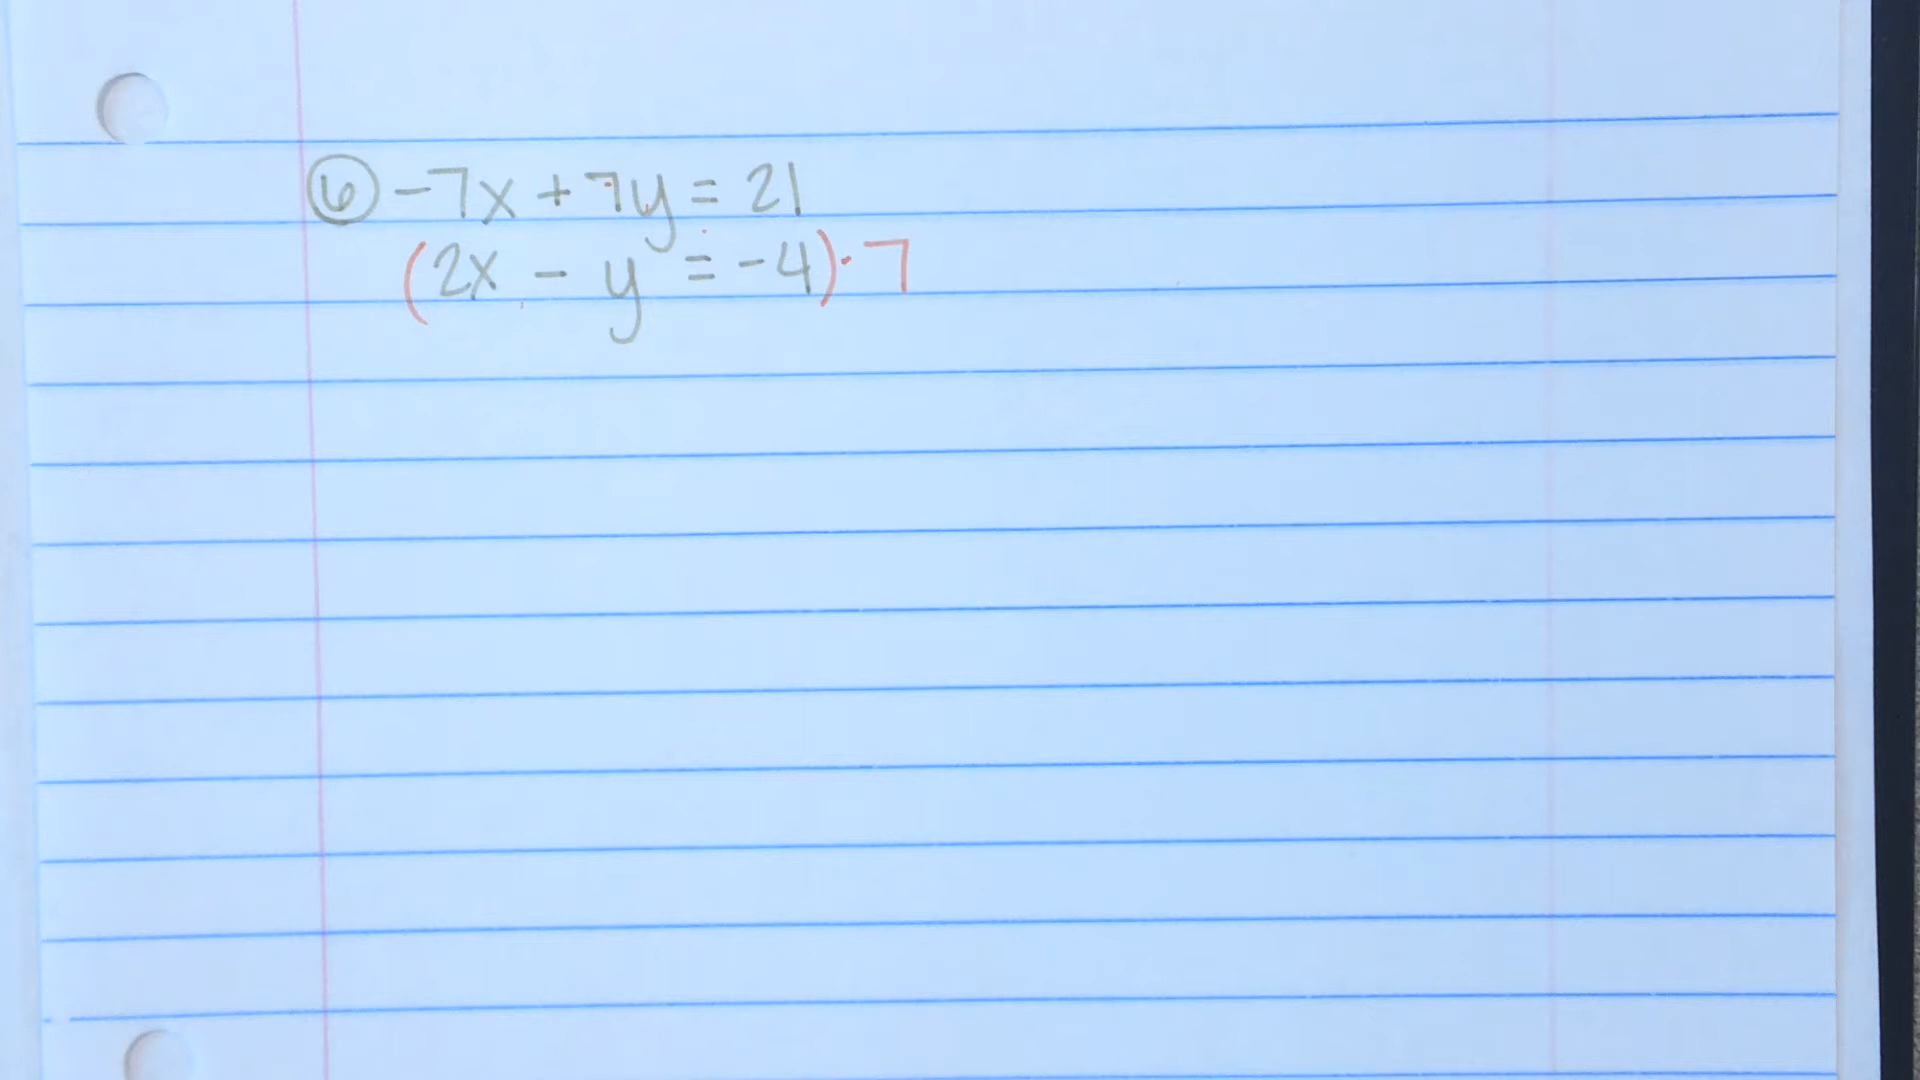 ⑥ -7x + 7y = 21
(2x - y = -4)·7